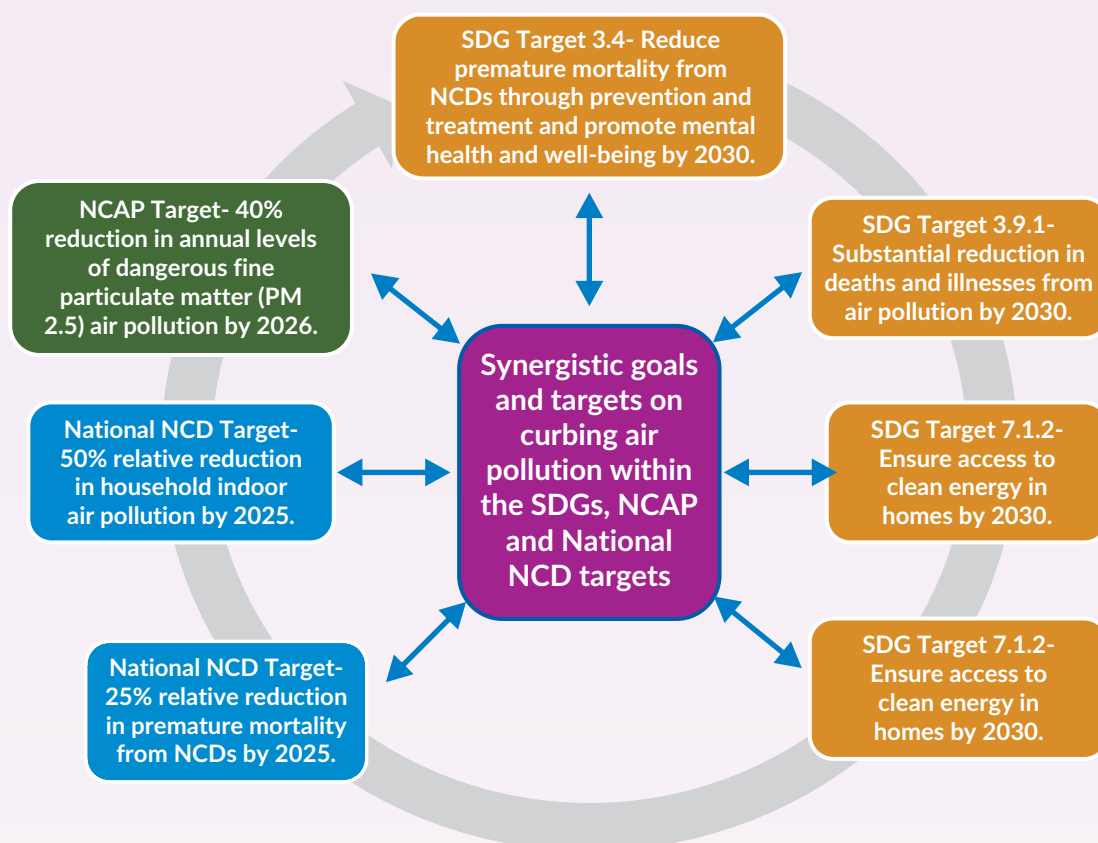 SDG Target 3.4- Reduce
premature mortality from
NCDs through prevention and
treatment and promote mental
health and well-being by 2030.
NCAP Target- 40%
reduction in annual levels
of dangerous fine
particulate matter (PM
2.5) air pollution by 2026.
SDG Target 3.9.1-
Substantial reduction in
deaths and illnesses from
air pollution by 2030.
Synergistic goals
and targets on
curbing air
pollution within
the SDGs, NCAP
and National
NCD targets
National NCD Target-
50% relative reduction
in household indoor
air pollution by 2025.
SDG Target 7.1.2-
Ensure access to
clean energy in
homes by 2030.
National NCD Target-
25% relative reduction
in premature mortality
from NCDs by 2025.
SDG Target 7.1.2-
Ensure access to
clean energy in
homes by 2030.